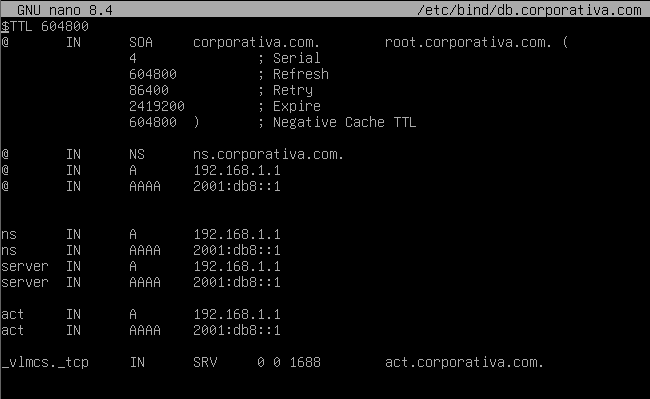 GNU nano 8.4 /etc/bind/db.corporativa.com
$TTL 604800
@ IN SOA corporativa.com. root.corporativa.com. (
4 ; Serial
604800 ; Refresh
86400 ; Retry
2419200 ; Expire
604800 ) ; Negative Cache TTL
@ IN NS ns.corporativa.com.
@ IN A 192.168.1.1
@ IN AAAA 2001:db8::1
ns IN A 192.168.1.1
ns IN AAAA 2001:db8::1
server IN A 192.168.1.1
server IN AAAA 2001:db8::1
act IN A 192.168.1.1
act IN AAAA 2001:db8::1
_vlmcs._tcp IN SRV 0 0 1688 act.corporativa.com.